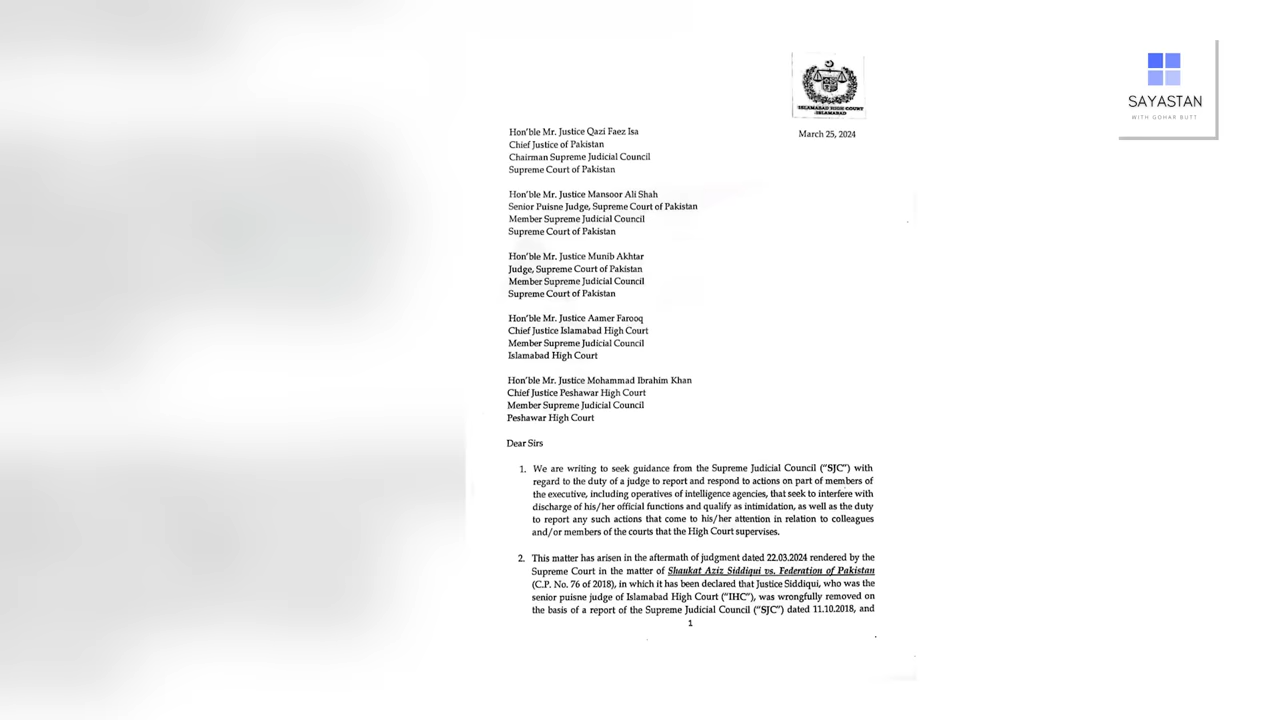 ISLAMABAD HIGH COURT
ISLAMABAD
March 25, 2024
Hon'ble Mr. Justice Qazi Faez Isa
Chief Justice of Pakistan
Chairman Supreme Judicial Council
Supreme Court of Pakistan
Hon'ble Mr. Justice Mansoor Ali Shah
Senior Puisne Judge, Supreme Court of Pakistan
Member Supreme Judicial Council
Supreme Court of Pakistan
Hon'ble Mr. Justice Munib Akhtar
Judge, Supreme Court of Pakistan
Member Supreme Judicial Council
Supreme Court of Pakistan
Hon'ble Mr. Justice Aamer Farooq
Chief Justice Islamabad High Court
Member Supreme Judicial Council
Islamabad High Court
Hon'ble Mr. Justice Mohammad Ibrahim Khan
Chief Justice Peshawar High Court
Member Supreme Judicial Council
Peshawar High Court
Dear Sirs
1. We are writing to seek guidance from the Supreme Judicial Council ("SJC") with
regard to the duty of a judge to report and respond to actions on part of members of
the executive, including operatives of intelligence agencies, that seek to interfere with
discharge of his/her official functions and qualify as intimidation, as well as the duty
to report any such actions that come to his/her attention in relation to colleagues
and/or members of the courts that the High Court supervises.
2. This matter has arisen in the aftermath of judgment dated 22.03.2024 rendered by the
Supreme Court in the matter of Shaukat Aziz Siddiqui vs. Federation of Pakistan
(C.P. No. 76 of 2018), in which it has been declared that Justice Siddiqui, who was the
senior puisne judge of Islamabad High Court ("IHC"), was wrongfully removed on
the basis of a report of the Supreme Judicial Council ("SJC") dated 11.10.2018, and
1
SAYASTAN
WITH GOHAR BUTT